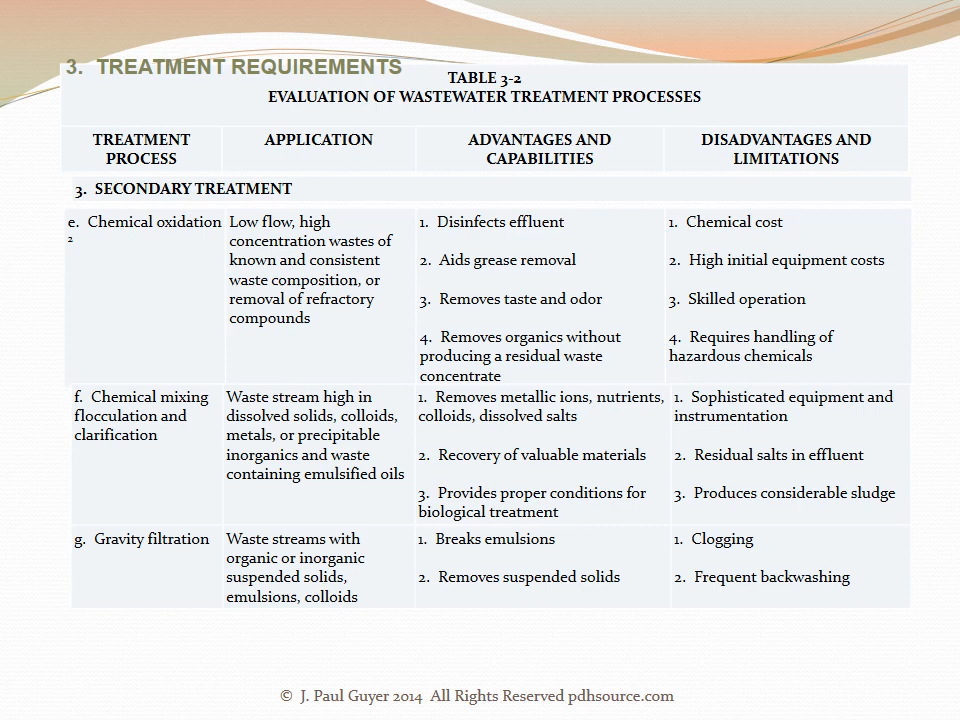 3. TREATMENT REQUIREMENTS
TABLE 3-2
EVALUATION OF WASTEWATER TREATMENT PROCESSES
TREATMENT
PROCESS
APPLICATION
ADVANTAGES AND
CAPABILITIES
DISADVANTAGES AND
LIMITATIONS
3. SECONDARY TREATMENT
e. Chemical oxidation
2
Low flow, high
concentration wastes of
known and consistent
waste composition, or
removal of refractory
compounds
1. Disinfects effluent
2. Aids grease removal
3. Removes taste and odor
4. Removes organics without
producing a residual waste
concentrate
1. Chemical cost
2. High initial equipment costs
3. Skilled operation
4. Requires handling of
hazardous chemicals
f. Chemical mixing
flocculation and
clarification
Waste stream high in
dissolved solids, colloids,
metals, or precipitable
inorganics and waste
containing emulsified oils
1. Removes metallic ions, nutrients,
colloids, dissolved salts
2. Recovery of valuable materials
3. Provides proper conditions for
biological treatment
1. Sophisticated equipment and
instrumentation
2. Residual salts in effluent
3. Produces considerable sludge
g. Gravity filtration
Waste streams with
organic or inorganic
suspended solids,
emulsions, colloids
1. Breaks emulsions
2. Removes suspended solids
1. Clogging
2. Frequent backwashing
© J. Paul Guyer 2014 All Rights Reserved pdhsource.com